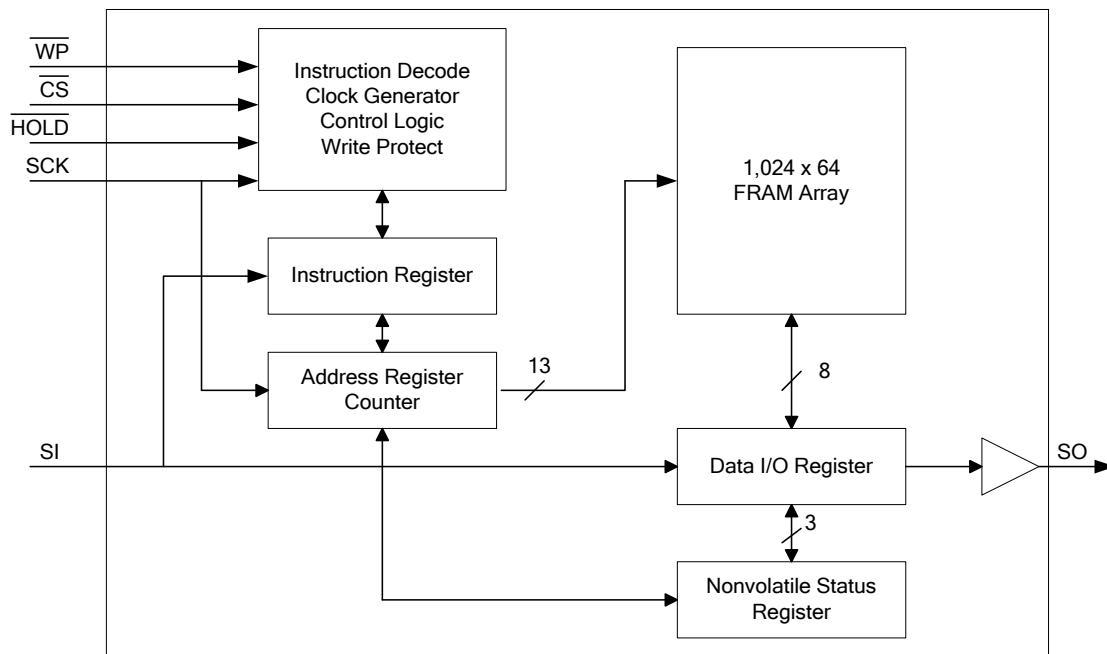 WP
CS
HOLD
SCK
Instruction Decode
Clock Generator
Control Logic
Write Protect
1,024 x 64
FRAM Array
Instruction Register
Address Register
Counter
13
8
SI
Data I/O Register
SO
3
Nonvolatile Status
Register